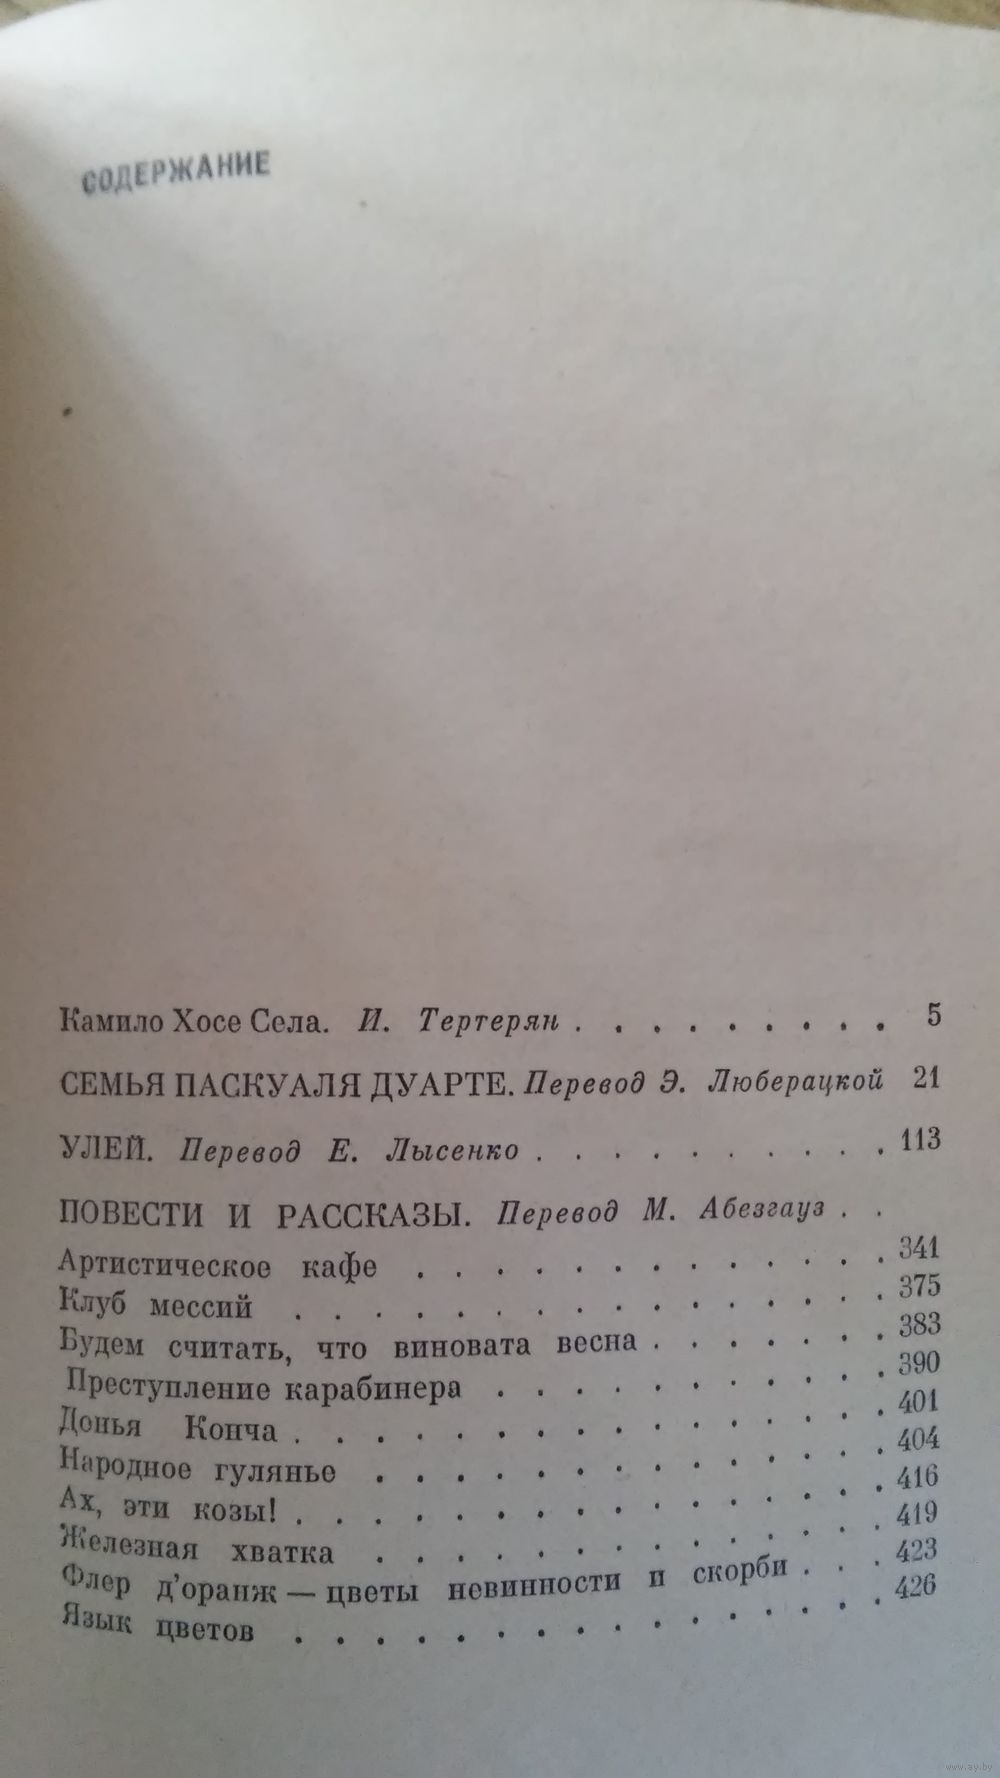 СОДЕРЖАНИЕ
Камило Хосе Села. И. Тертерян . . . . . . . . . 5
СЕМЬЯ ПАСКУАЛЯ ДУАРТЕ. Перевод Э. Люберацкой 21
УЛЕЙ. Перевод Е. Лысенко . . . . . . . . . . 113
ПОВЕСТИ И РАССКАЗЫ. Перевод М. Абезгауз . .
Артистическое кафе . . . . . . . . . . . . 341
Клуб мессий . . . . . . . . . . . . . . . 375
Будем считать, что виновата весна . . . . . . . 383
Преступление карабинера . . . . . . . . . . 390
Донья Конча . . . . . . . . . . . . . . . 401
Народное гулянье . . . . . . . . . . . . . 404
Ах, эти козы! . . . . . . . . . . . . . . . 416
Железная хватка . . . . . . . . . . . . . 419
Флер д'оранж — цветы невинности и скорби . . . 423
Язык цветов . . . . . . . . . . . . . . . 426
www.ay.by